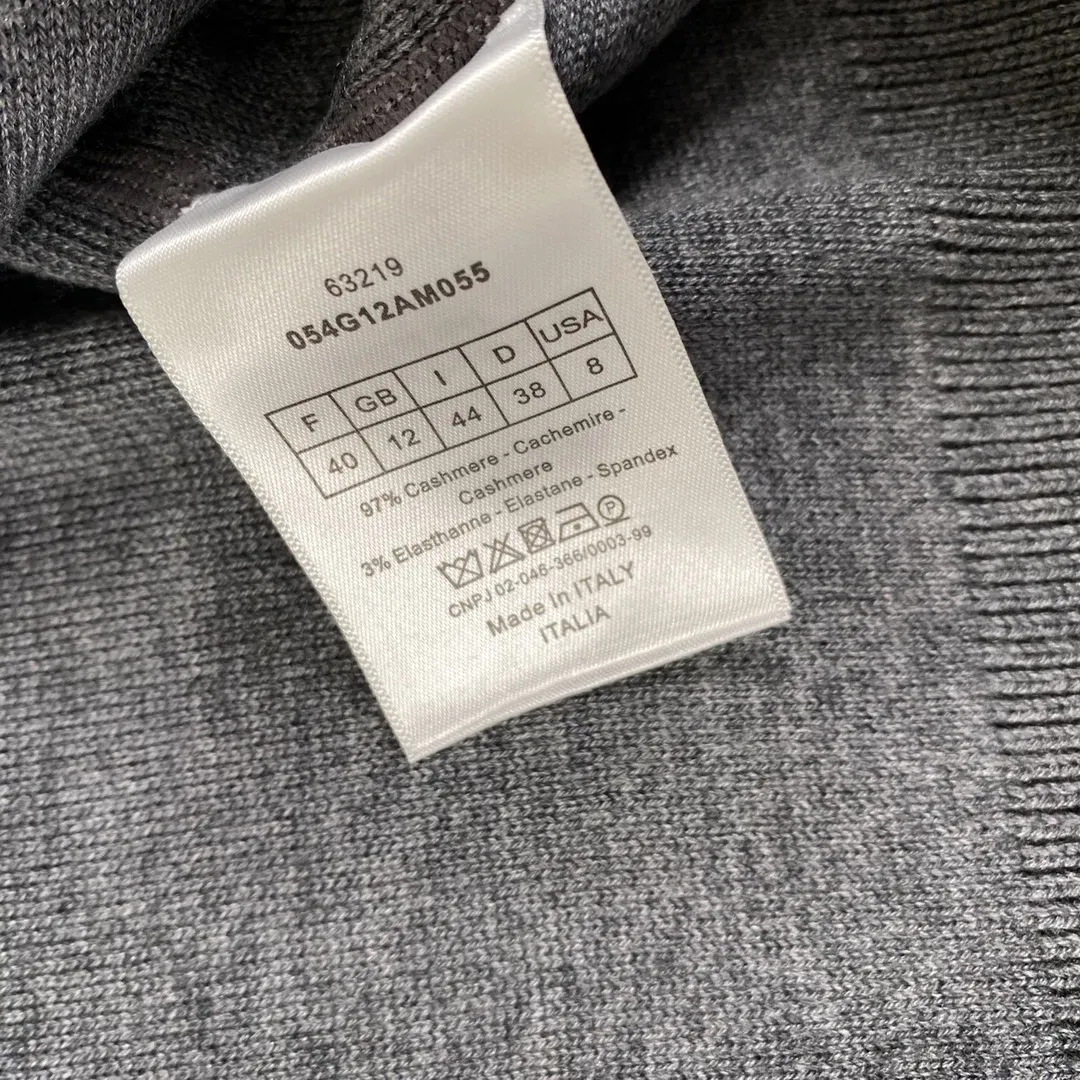 63219
054G12AM055
F GB I D USA
40 12 44 38 8
97% Cashmere - Cachemire -
Cashmere
3% Elasthanne - Elastane - Spandex
P
CNPJ 02-046-366/0003-99
Made in ITALY
ITALIA